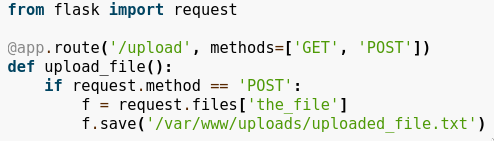 from flask import request

@app.route('/upload', methods=['GET', 'POST'])
def upload_file():
    if request.method == 'POST':
        f = request.files['the_file']
        f.save('/var/www/uploads/uploaded_file.txt')